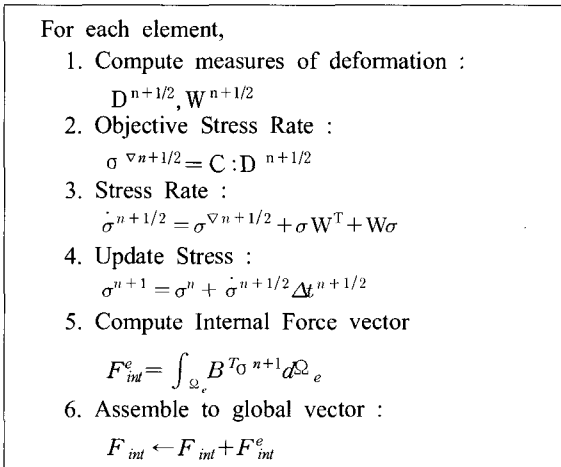 For each element,
1. Compute measures of deformation :
D^{n+1/2}, W^{n+1/2}
2. Objective Stress Rate :
σ^{∇n+1/2} = C : D^{n+1/2}
3. Stress Rate :
σ̇^{n+1/2} = σ^{∇n+1/2} + σW^T + Wσ
4. Update Stress :
σ^{n+1} = σ^n + σ̇^{n+1/2} Δt^{n+1/2}
5. Compute Internal Force vector
F^e_{int} = ∫_{Ω_e} B^T σ^{n+1} dΩ_e
6. Assemble to global vector :
F_{int} ← F_{int} + F^e_{int}